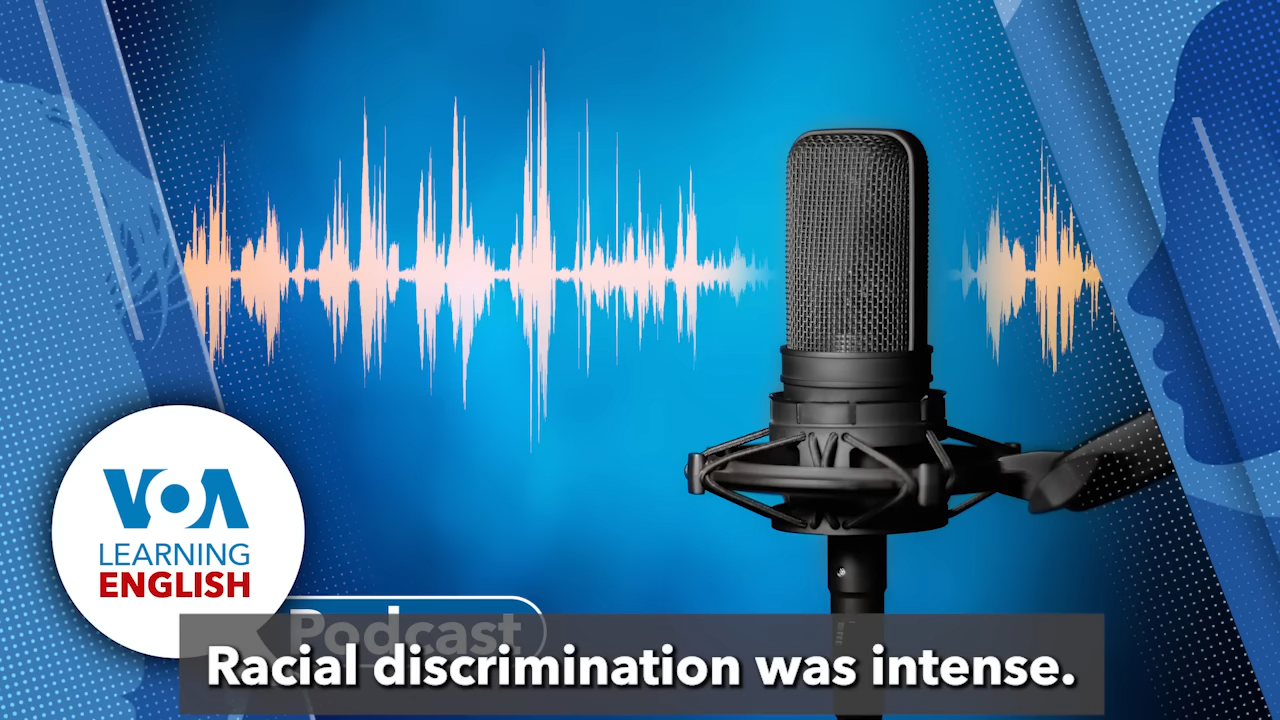 VOA
LEARNING
ENGLISH
Podcast
Racial discrimination was intense.